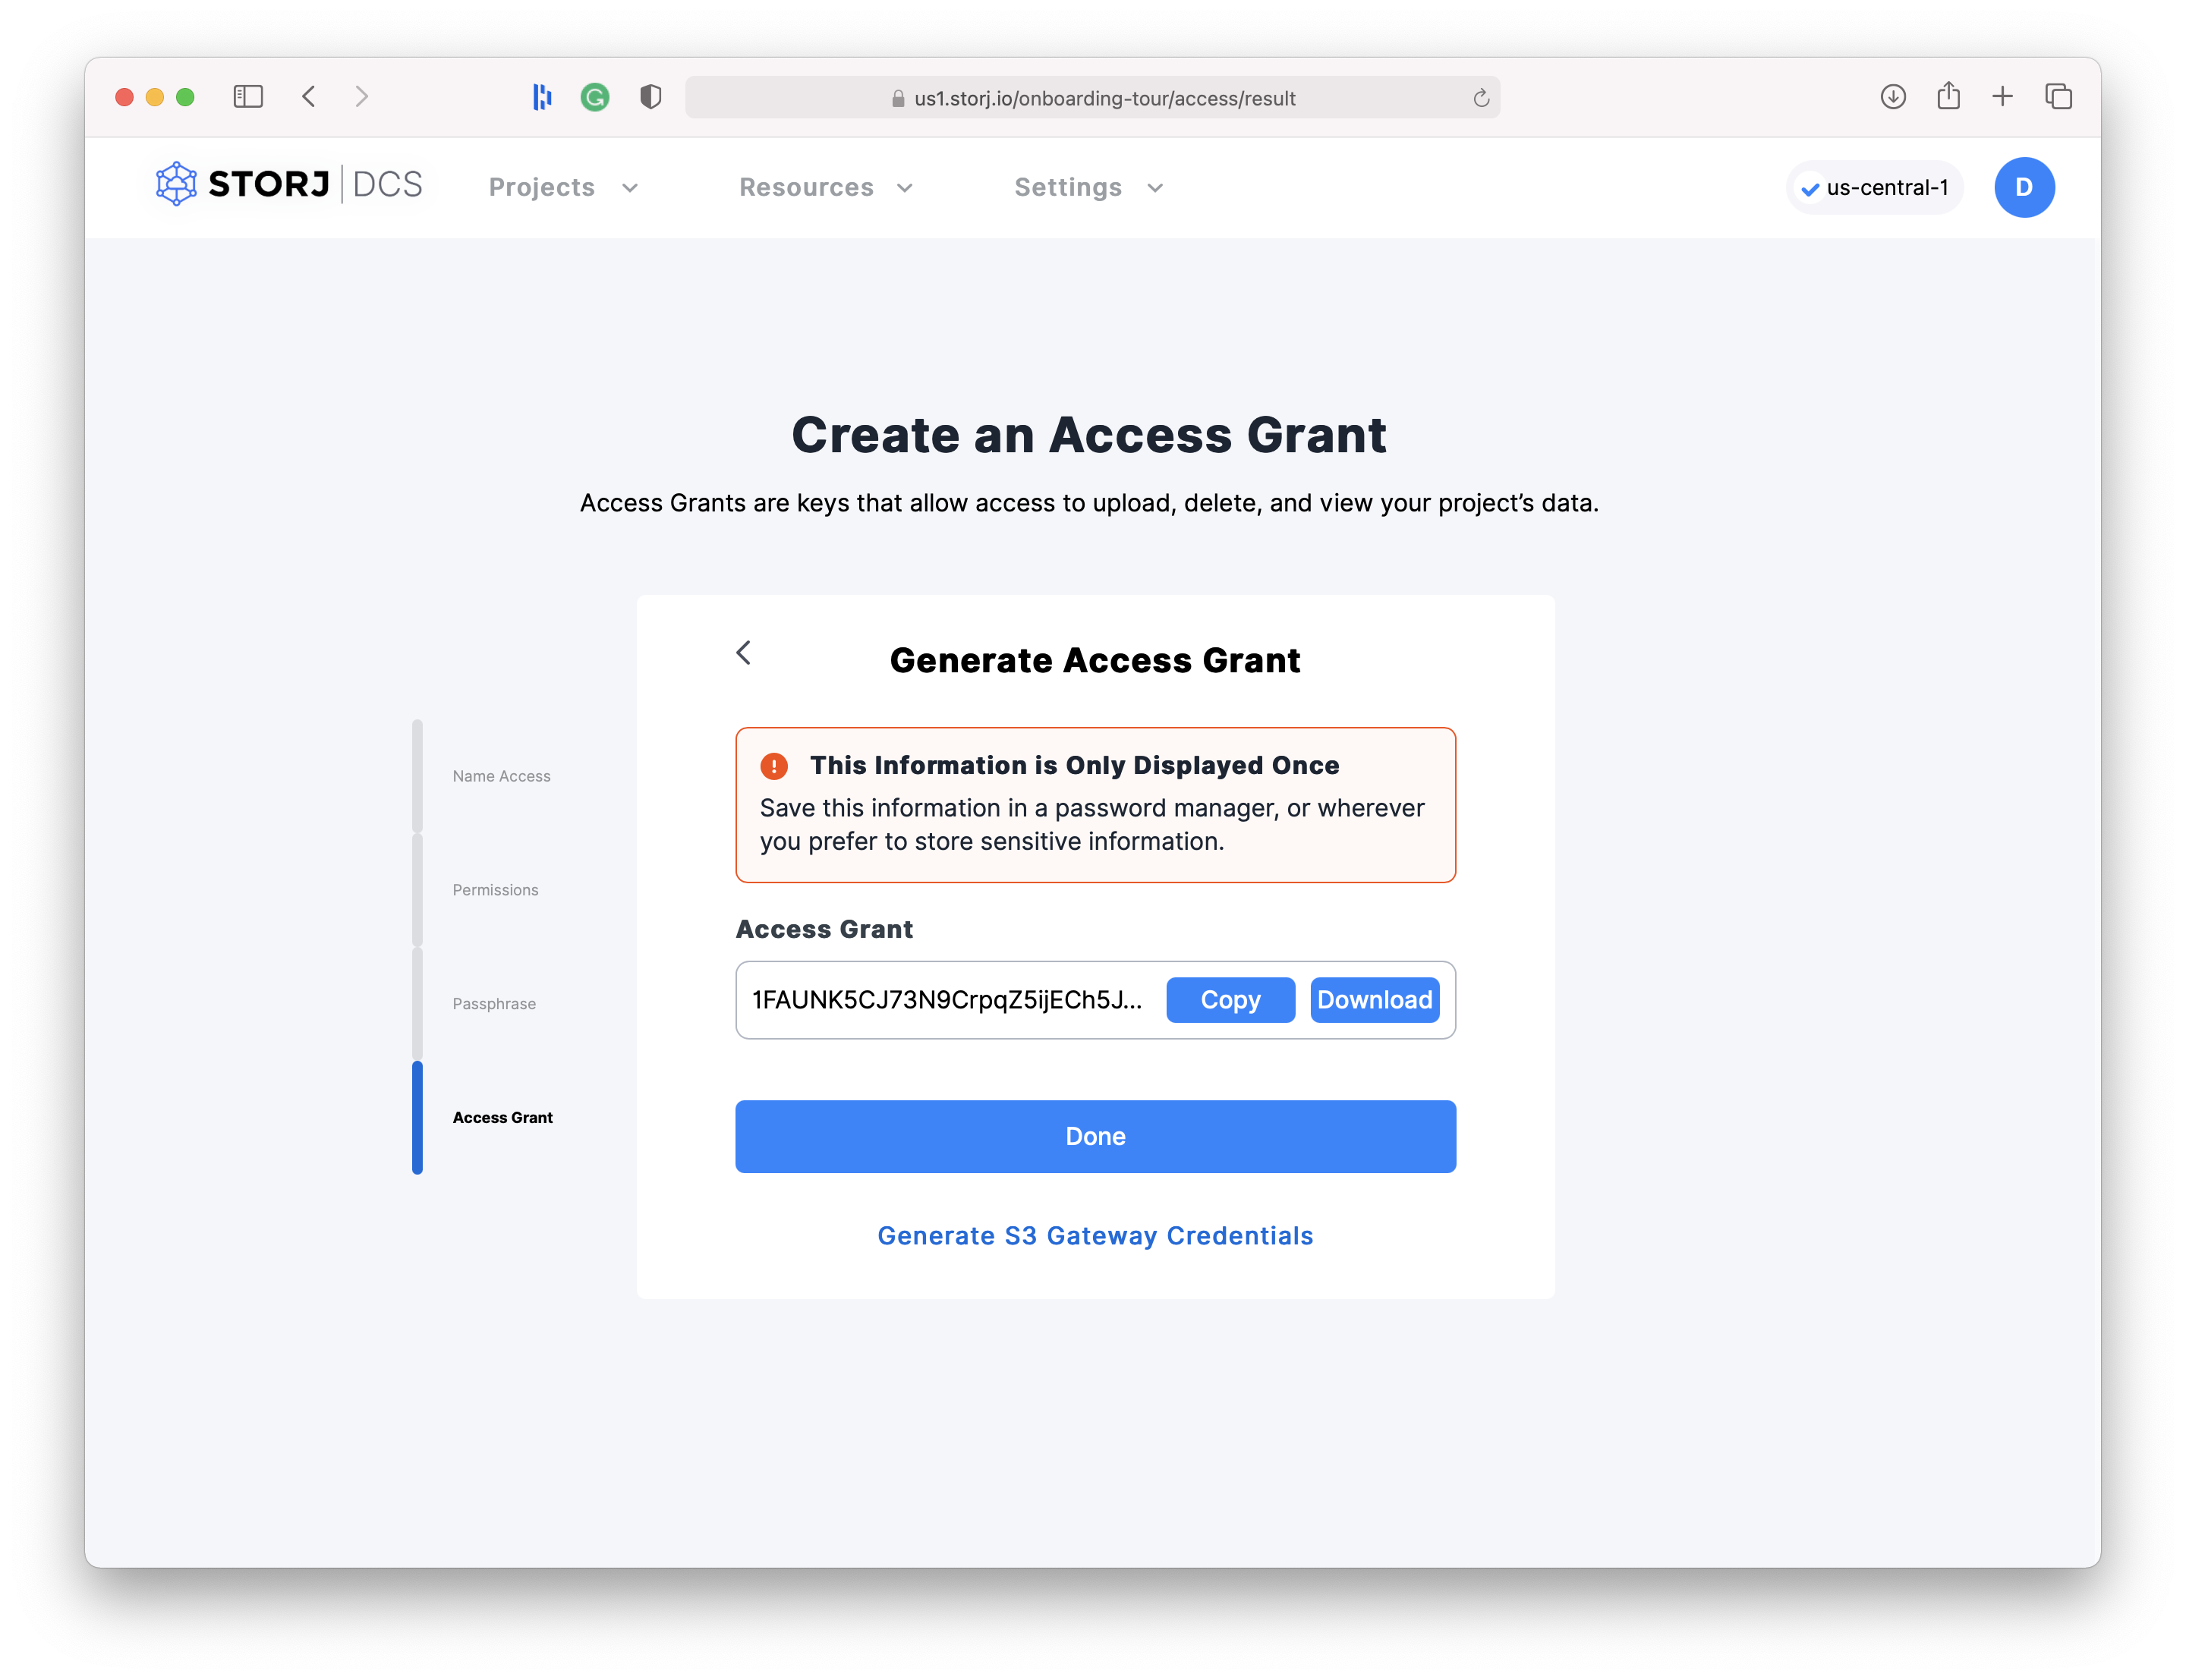 us1.storj.io/onboarding-tour/access/result
STORJ DCS
Projects
Resources
Settings
us-central-1
D
Create an Access Grant
Access Grants are keys that allow access to upload, delete, and view your project’s data.
Generate Access Grant
This Information is Only Displayed Once
Save this information in a password manager, or wherever
you prefer to store sensitive information.
Name Access
Permissions
Passphrase
Access Grant
Access Grant
1FAUNK5CJ73N9CrpqZ5ijECh5J...
Copy
Download
Done
Generate S3 Gateway Credentials